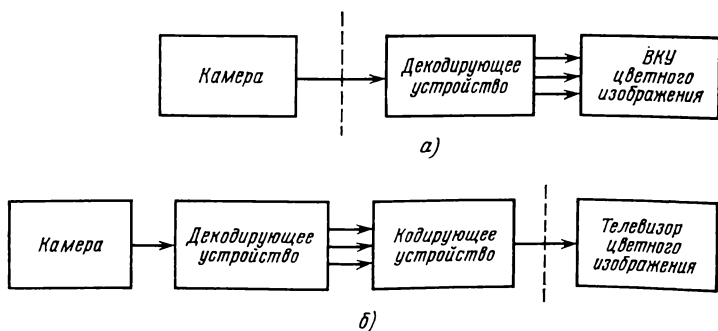 Камера
Декодирующее
устройство
ВКУ
цветного
изображения
а)
Камера
Декодирующее
устройство
Кодирующее
устройство
Телевизор
цветного
изображения
б)